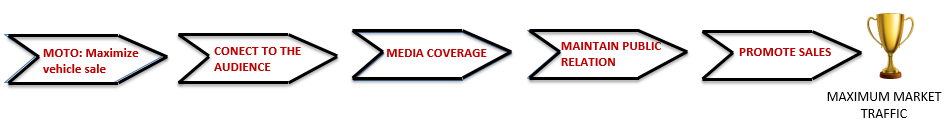 MOTO: Maximize
vehicle sale
CONECT TO THE
AUDIENCE
MEDIA COVERAGE
MAINTAIN PUBLIC
RELATION
PROMOTE SALES
MAXIMUM MARKET
TRAFFIC